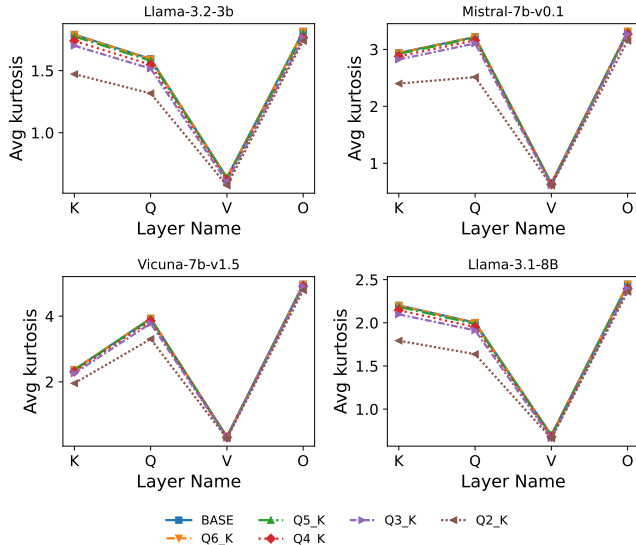 Llama-3.2-3b
Avg kurtosis
1.5
1.0
K Q V O
Layer Name
Mistral-7b-v0.1
Avg kurtosis
3
2
1
K Q V O
Layer Name
Vicuna-7b-v1.5
Avg kurtosis
4
2
K Q V O
Layer Name
Llama-3.1-8B
Avg kurtosis
2.5
2.0
1.5
1.0
K Q V O
Layer Name
BASE Q5_K Q3_K Q2_K
Q6_K Q4_K